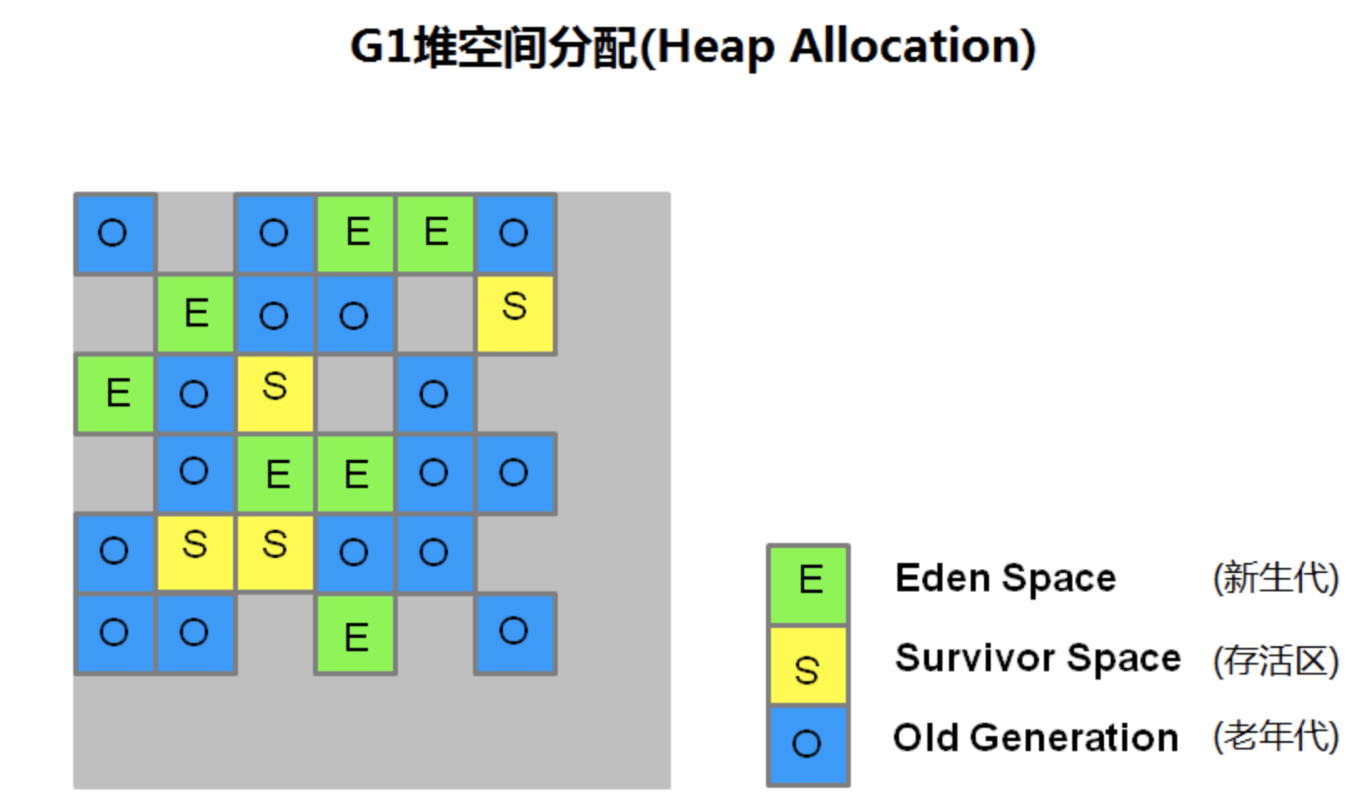 G1堆空间分配(Heap Allocation)
O O E E O
E O O S
E O S O
O E E O O
O S S O O
O O E O
E Eden Space (新生代)
S Survivor Space (存活区)
O Old Generation (老年代)